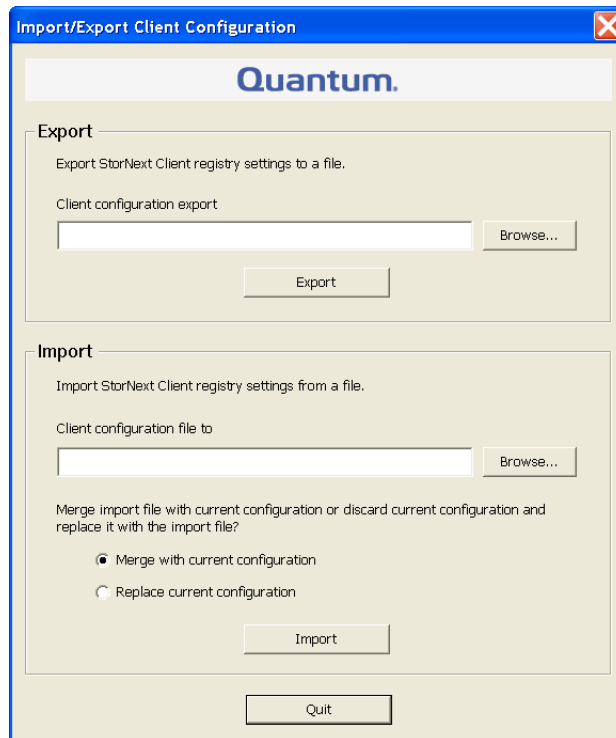 Import/Export Client Configuration
Quantum.
Export
Export StorNext Client registry settings to a file.
Client configuration export
Browse...
Export
Import
Import StorNext Client registry settings from a file.
Client configuration file to
Browse...
Merge import file with current configuration or discard current configuration and
replace it with the import file?
Merge with current configuration
Replace current configuration
Import
Quit